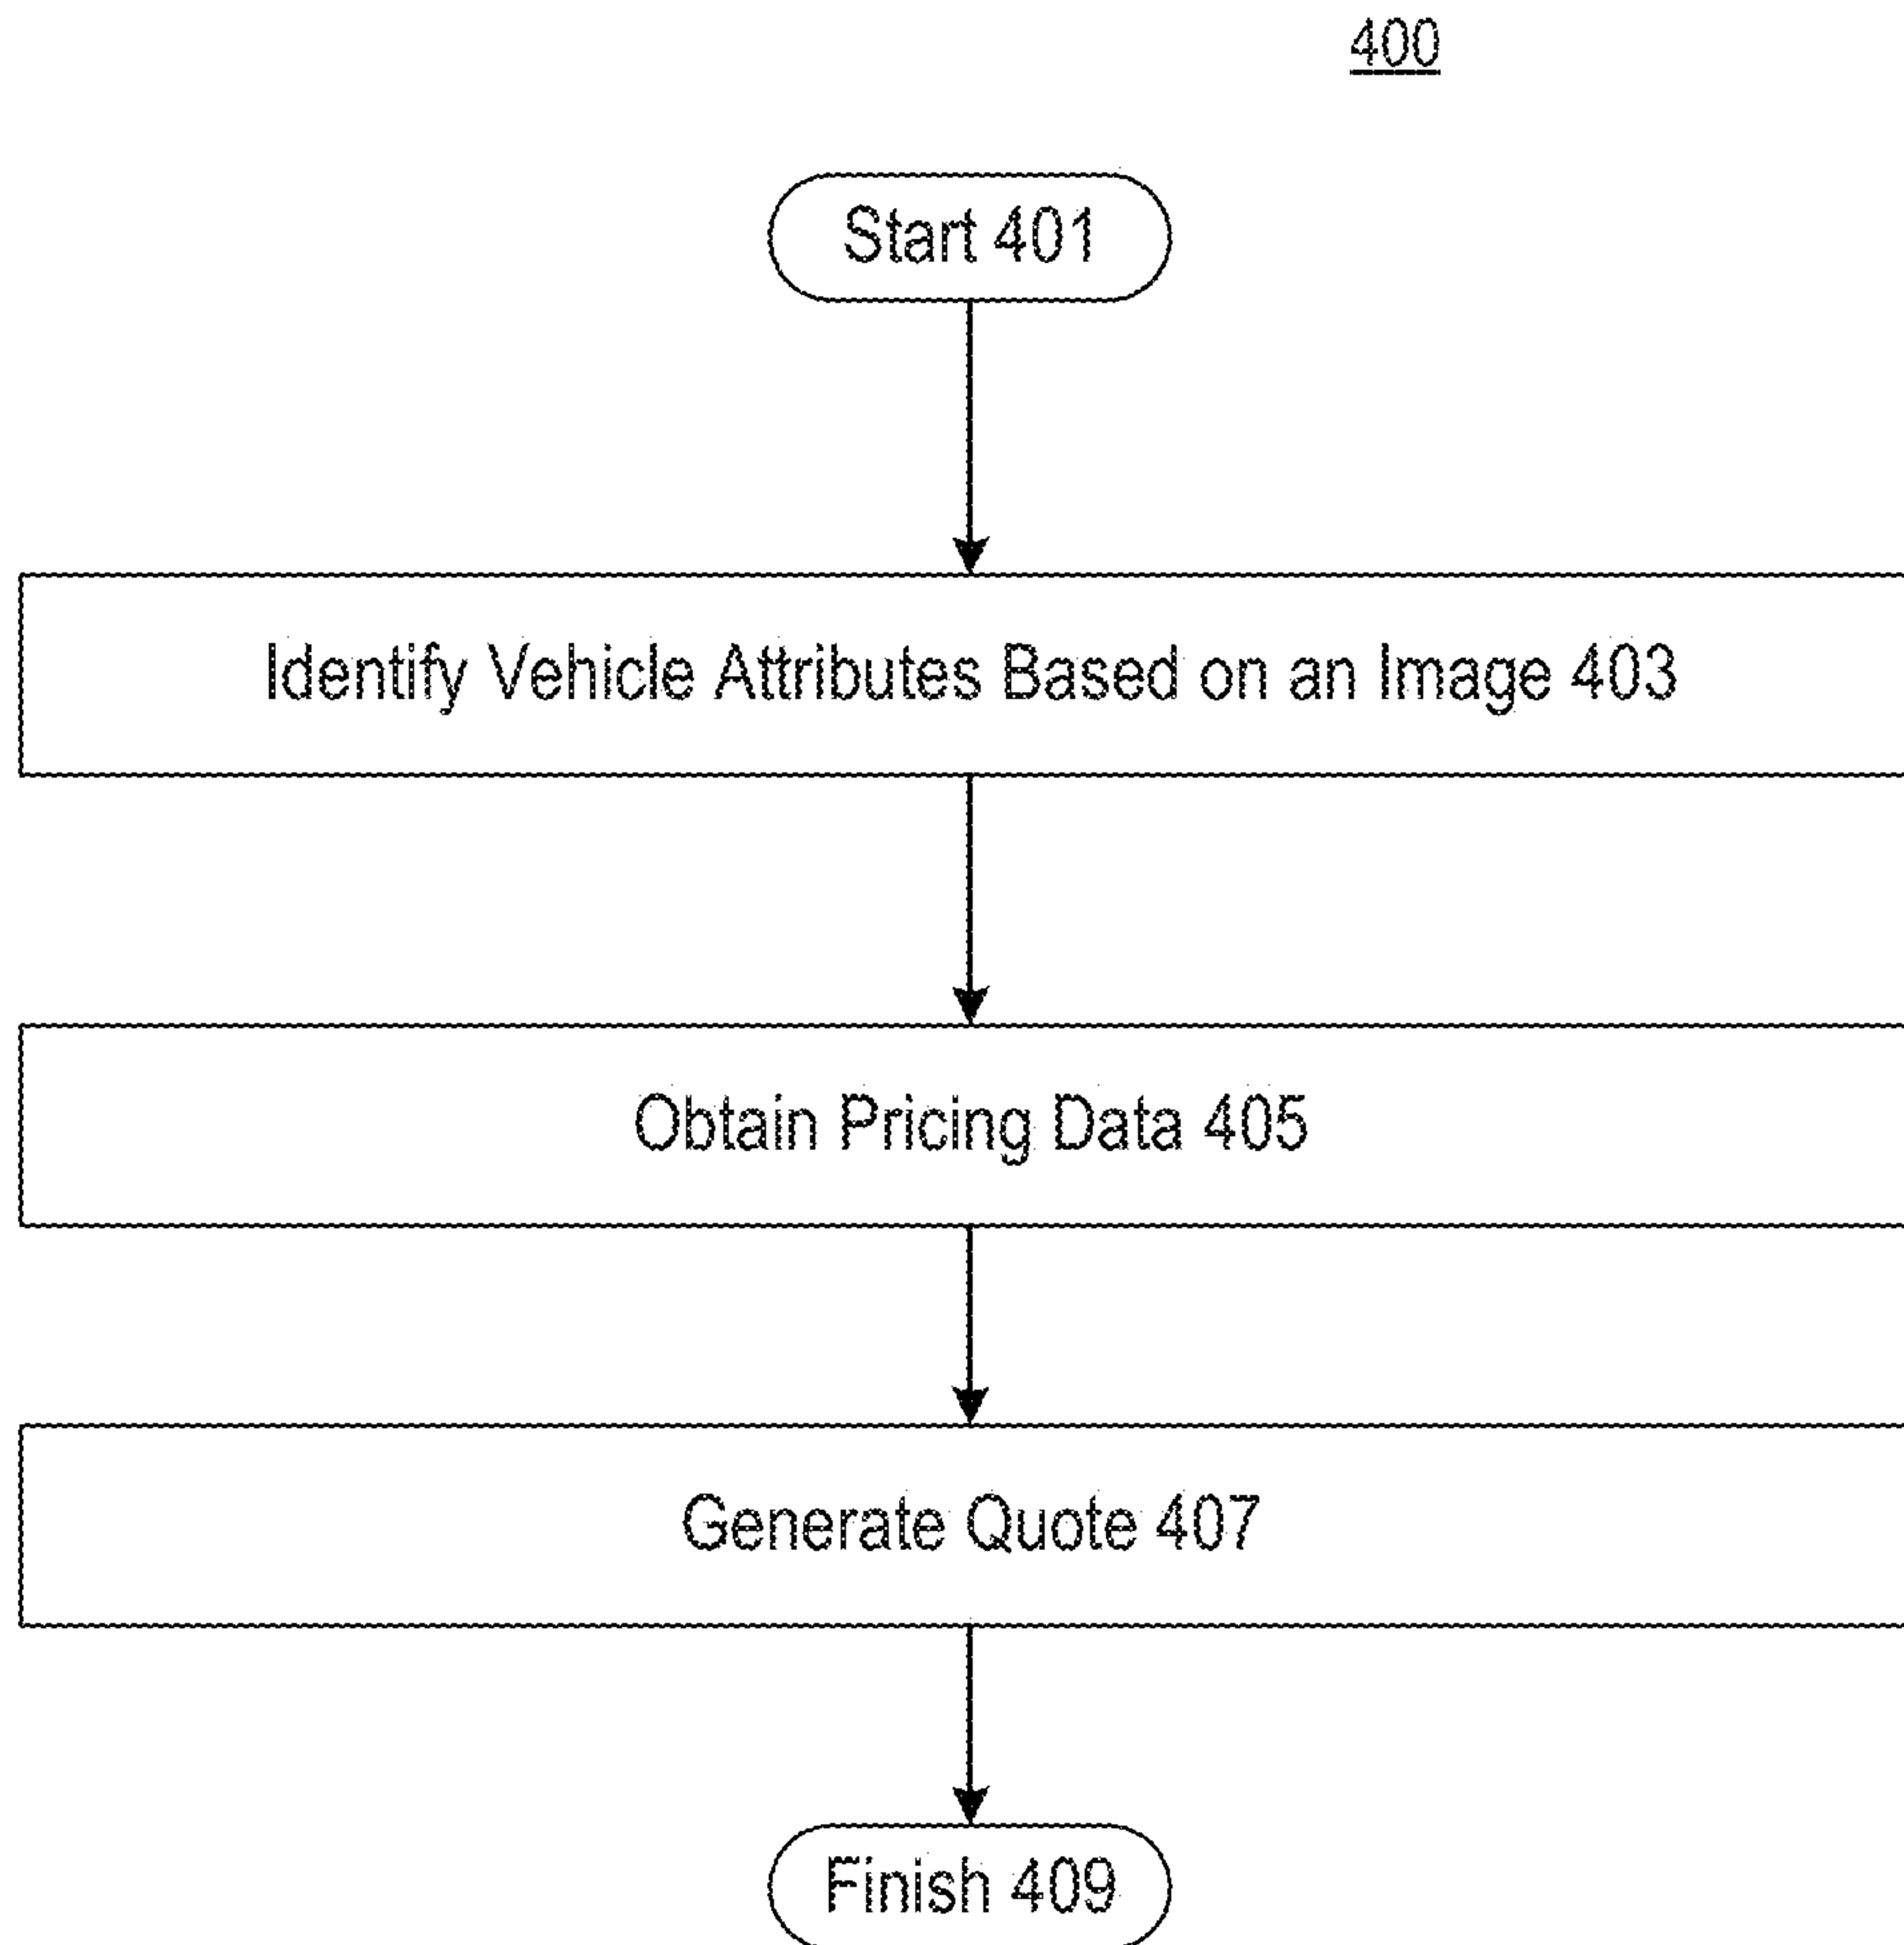 400
Start 401
Identify Vehicle Attributes Based on an Image 403
Obtain Pricing Data 405
Generate Quote 407
Finish 409